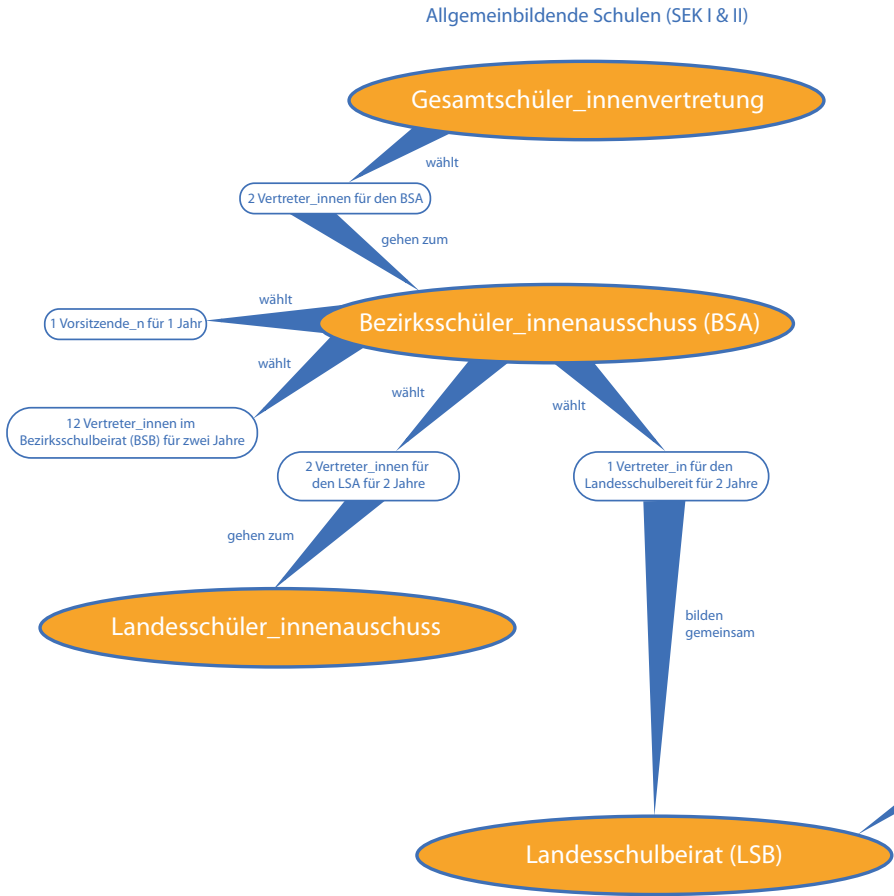 Allgemeinbildende Schulen (SEK I & II)
Gesamtschüler_innenvertretung
wählt
2 Vertreter_innen für den BSA
gehen zum
wählt
1 Vorsitzende_n für 1 Jahr
Bezirksschüler_innenausschuss (BSA)
wählt
12 Vertreter_innen im
Bezirksschulbeirat (BSB) für zwei Jahre
wählt
wählt
2 Vertreter_innen für
den LSA für 2 Jahre
1 Vertreter_in für den
Landesschulbereit für 2 Jahre
gehen zum
Landesschüler_innenauschuss
bilden
gemeinsam
Landesschulbeirat (LSB)